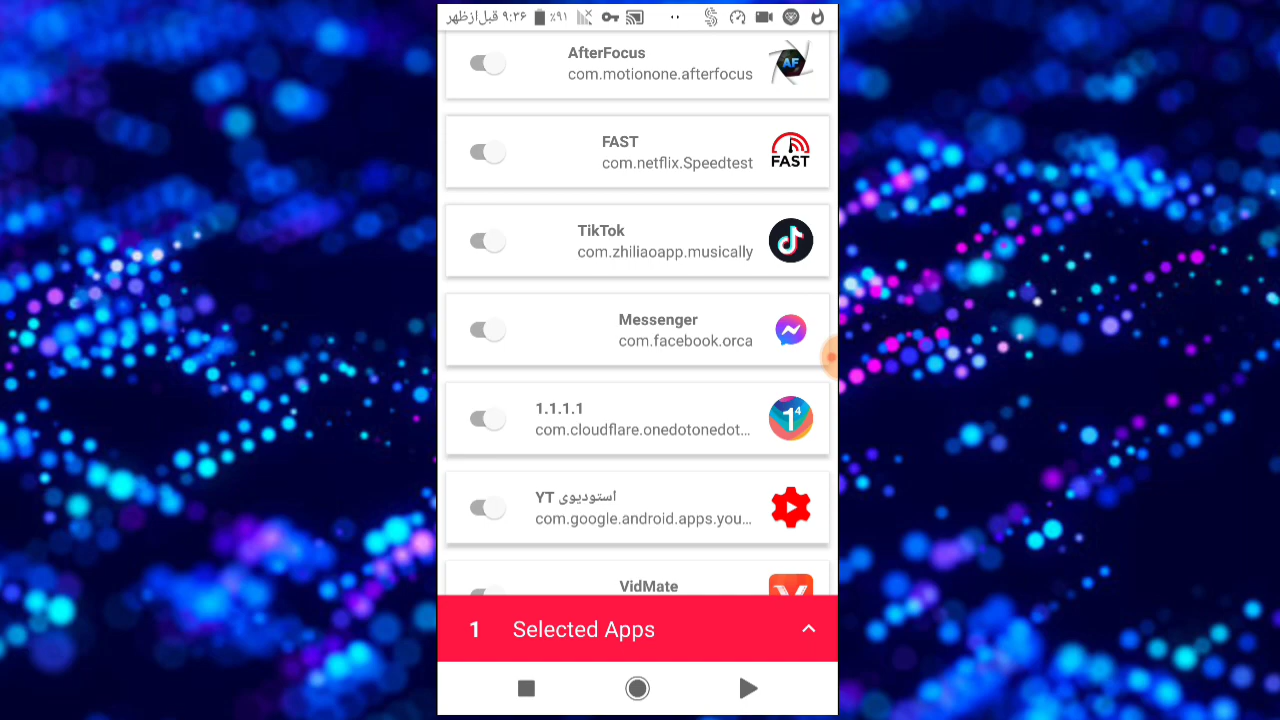 ۹:۳۶ قبل‌ازظهر ٪۹۱
AfterFocus
com.motionone.afterfocus
AF
FAST
com.netflix.Speedtest
FAST
TikTok
com.zhiliaoapp.musically
Messenger
com.facebook.orca
1.1.1.1
com.cloudflare.onedotonedot...
1⁴
استودیوی YT
com.google.android.apps.you...
VidMate
1 Selected Apps